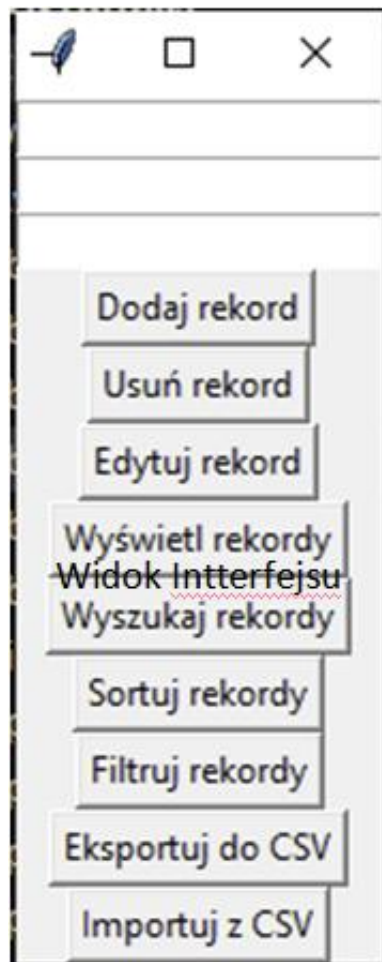 Dodaj rekord
Usuń rekord
Edytuj rekord
Wyświetl rekordy
Widok Intterfejsu
Wyszukaj rekordy
Sortuj rekordy
Filtruj rekordy
Eksportuj do CSV
Importuj z CSV